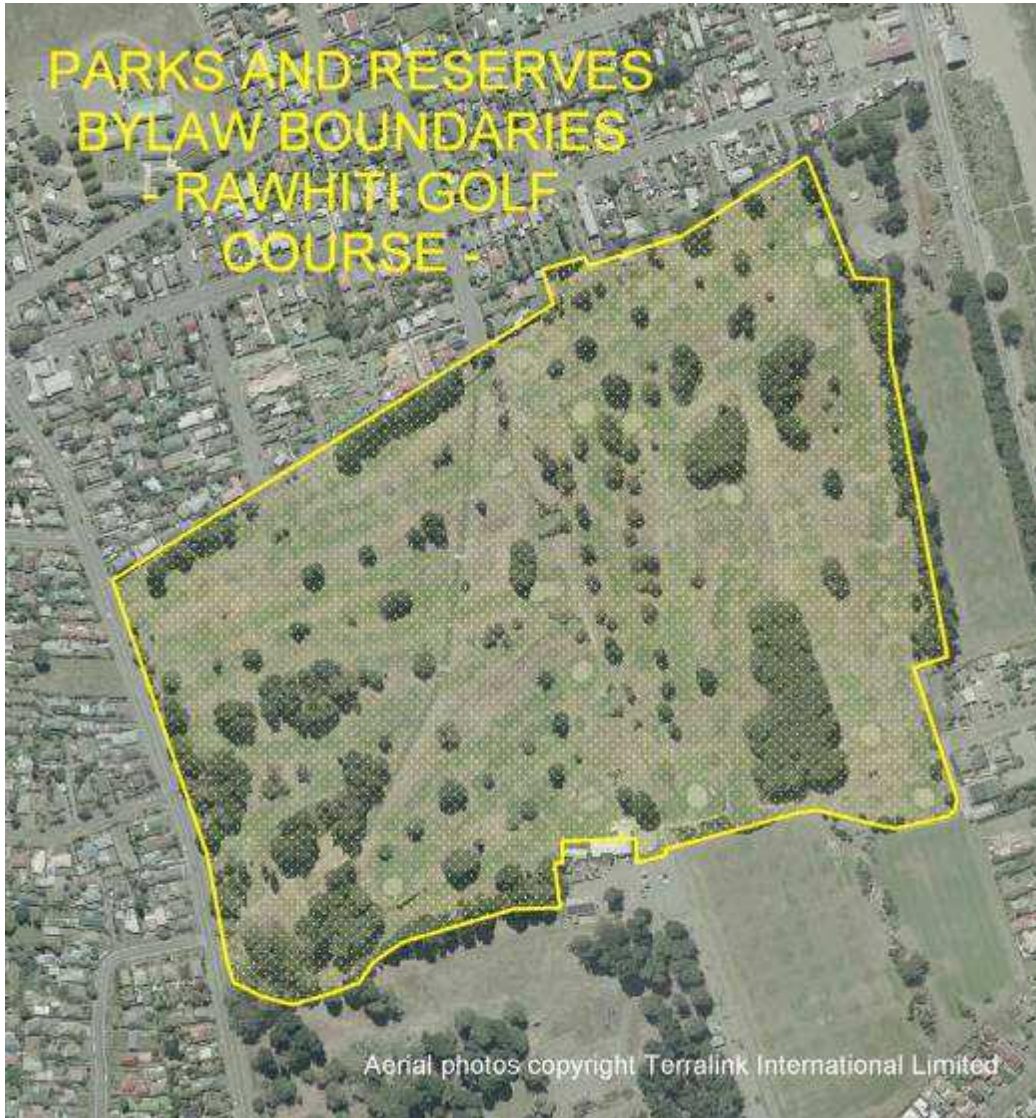 PARKS AND RESERVES
BYLAW BOUNDARIES
- RAWHITI GOLF
COURSE -
Aerial photos copyright Terralink International Limited